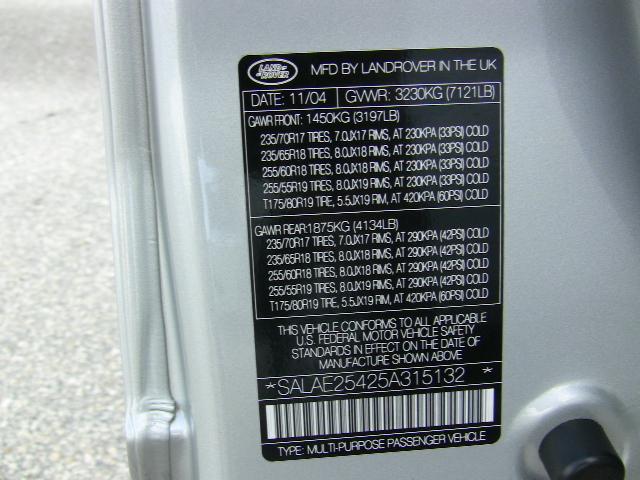 LAND-
ROVER
MFD BY LANDROVER IN THE UK
DATE: 11/04 GVWR: 3230KG (7121LB)
GAWR FRONT: 1450KG (3197LB)
235/70R17 TIRES, 7.0JX17 RIMS, AT 230KPA (33PSI) COLD
235/65R18 TIRES, 8.0JX18 RIMS, AT 230KPA (33PSI) COLD
255/60R18 TIRES, 8.0JX18 RIMS, AT 230KPA (33PSI) COLD
255/55R19 TIRES, 8.0JX19 RIMS, AT 230KPA (33PSI) COLD
T175/80R19 TIRE, 5.5JX19 RIM, AT 420KPA (60PSI) COLD
GAWR REAR: 1875KG (4134LB)
235/70R17 TIRES, 7.0JX17 RIMS, AT 290KPA (42PSI) COLD
235/65R18 TIRES, 8.0JX18 RIMS, AT 290KPA (42PSI) COLD
255/60R18 TIRES, 8.0JX18 RIMS, AT 290KPA (42PSI) COLD
255/55R19 TIRES, 8.0JX19 RIMS, AT 290KPA (42PSI) COLD
T175/80R19 TIRE, 5.5JX19 RIM, AT 420KPA (60PSI) COLD
THIS VEHICLE CONFORMS TO ALL APPLICABLE
U.S. FEDERAL MOTOR VEHICLE SAFETY
STANDARDS IN EFFECT ON THE DATE OF
MANUFACTURE SHOWN ABOVE
*SALAE25425A315132 *
TYPE: MULTI-PURPOSE PASSENGER VEHICLE